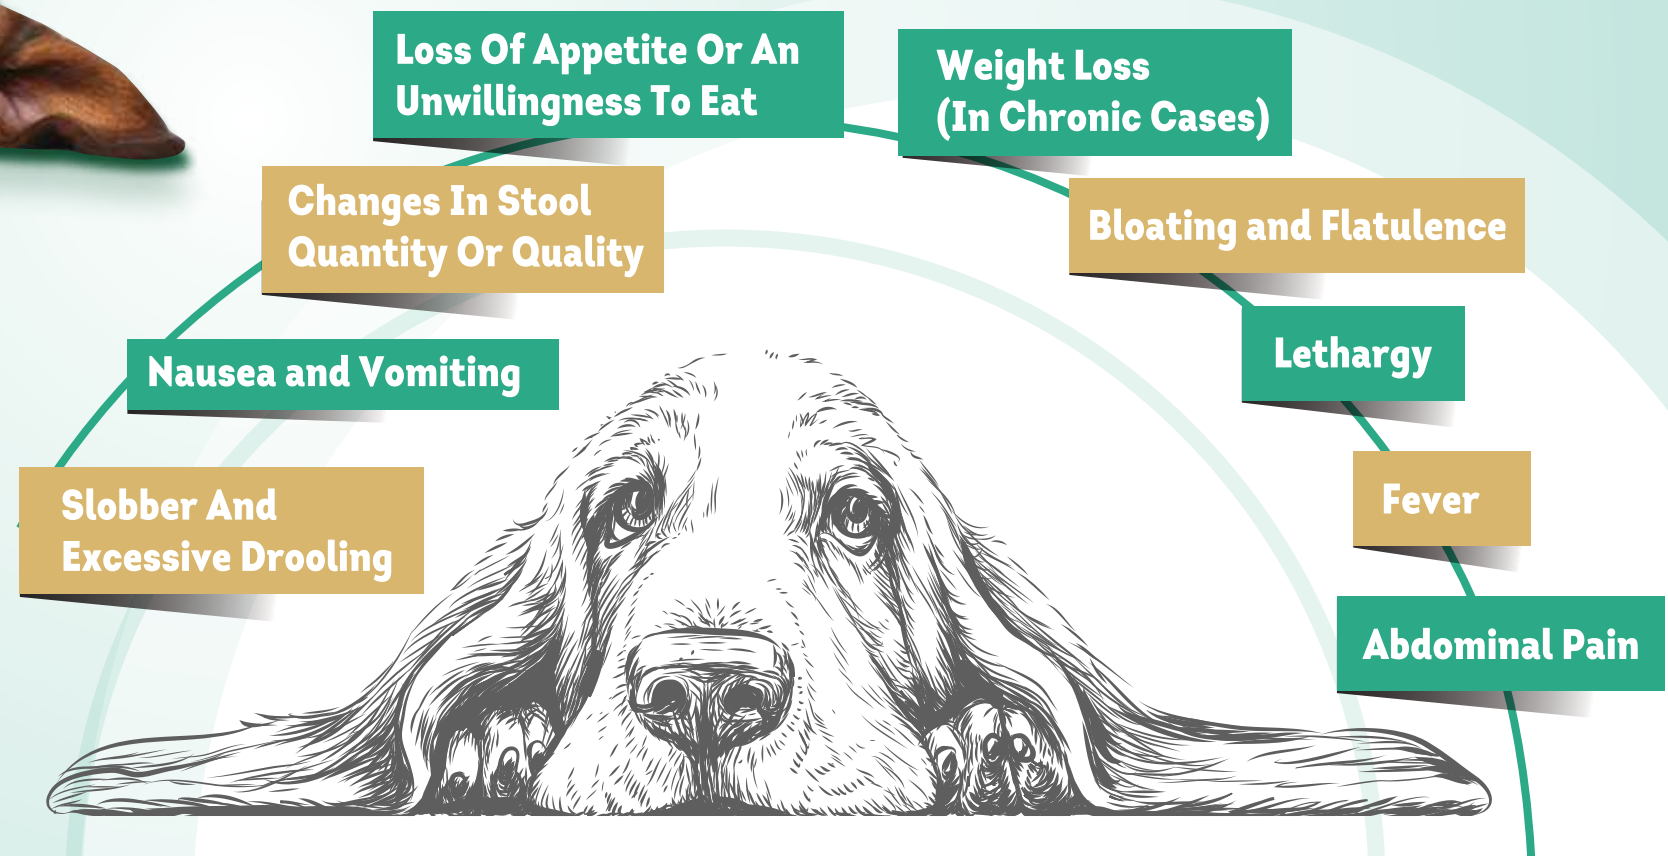 Loss Of Appetite Or An
Unwillingness To Eat
Weight Loss
(In Chronic Cases)
Changes In Stool
Quantity Or Quality
Bloating and Flatulence
Nausea and Vomiting
Lethargy
Slobber And
Excessive Drooling
Fever
Abdominal Pain